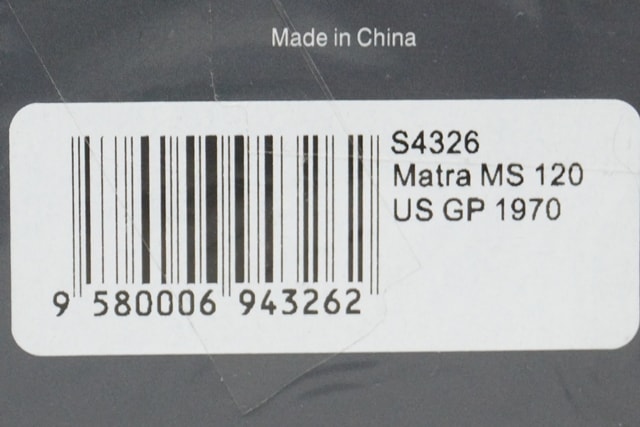 Made in China
S4326
Matra MS 120
US GP 1970
9 580006 943262